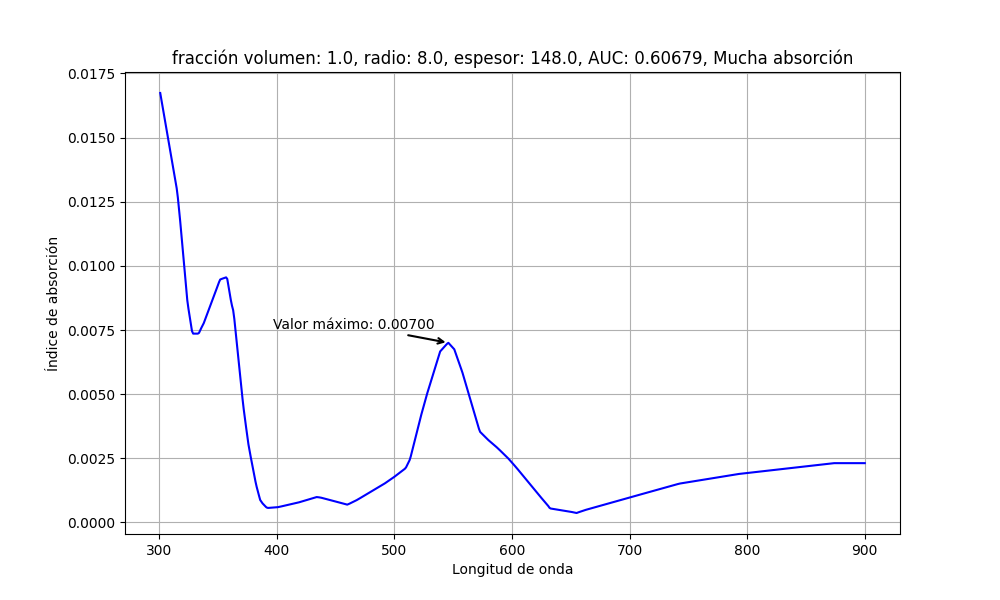 fracción volumen: 1.0, radio: 8.0, espesor: 148.0, AUC: 0.60679, Mucha absorción
0.0175
0.0150
0.0125
0.0100
0.0075
0.0050
0.0025
0.0000
Índice de absorción
Valor máximo: 0.00700
300 400 500 600 700 800 900
Longitud de onda